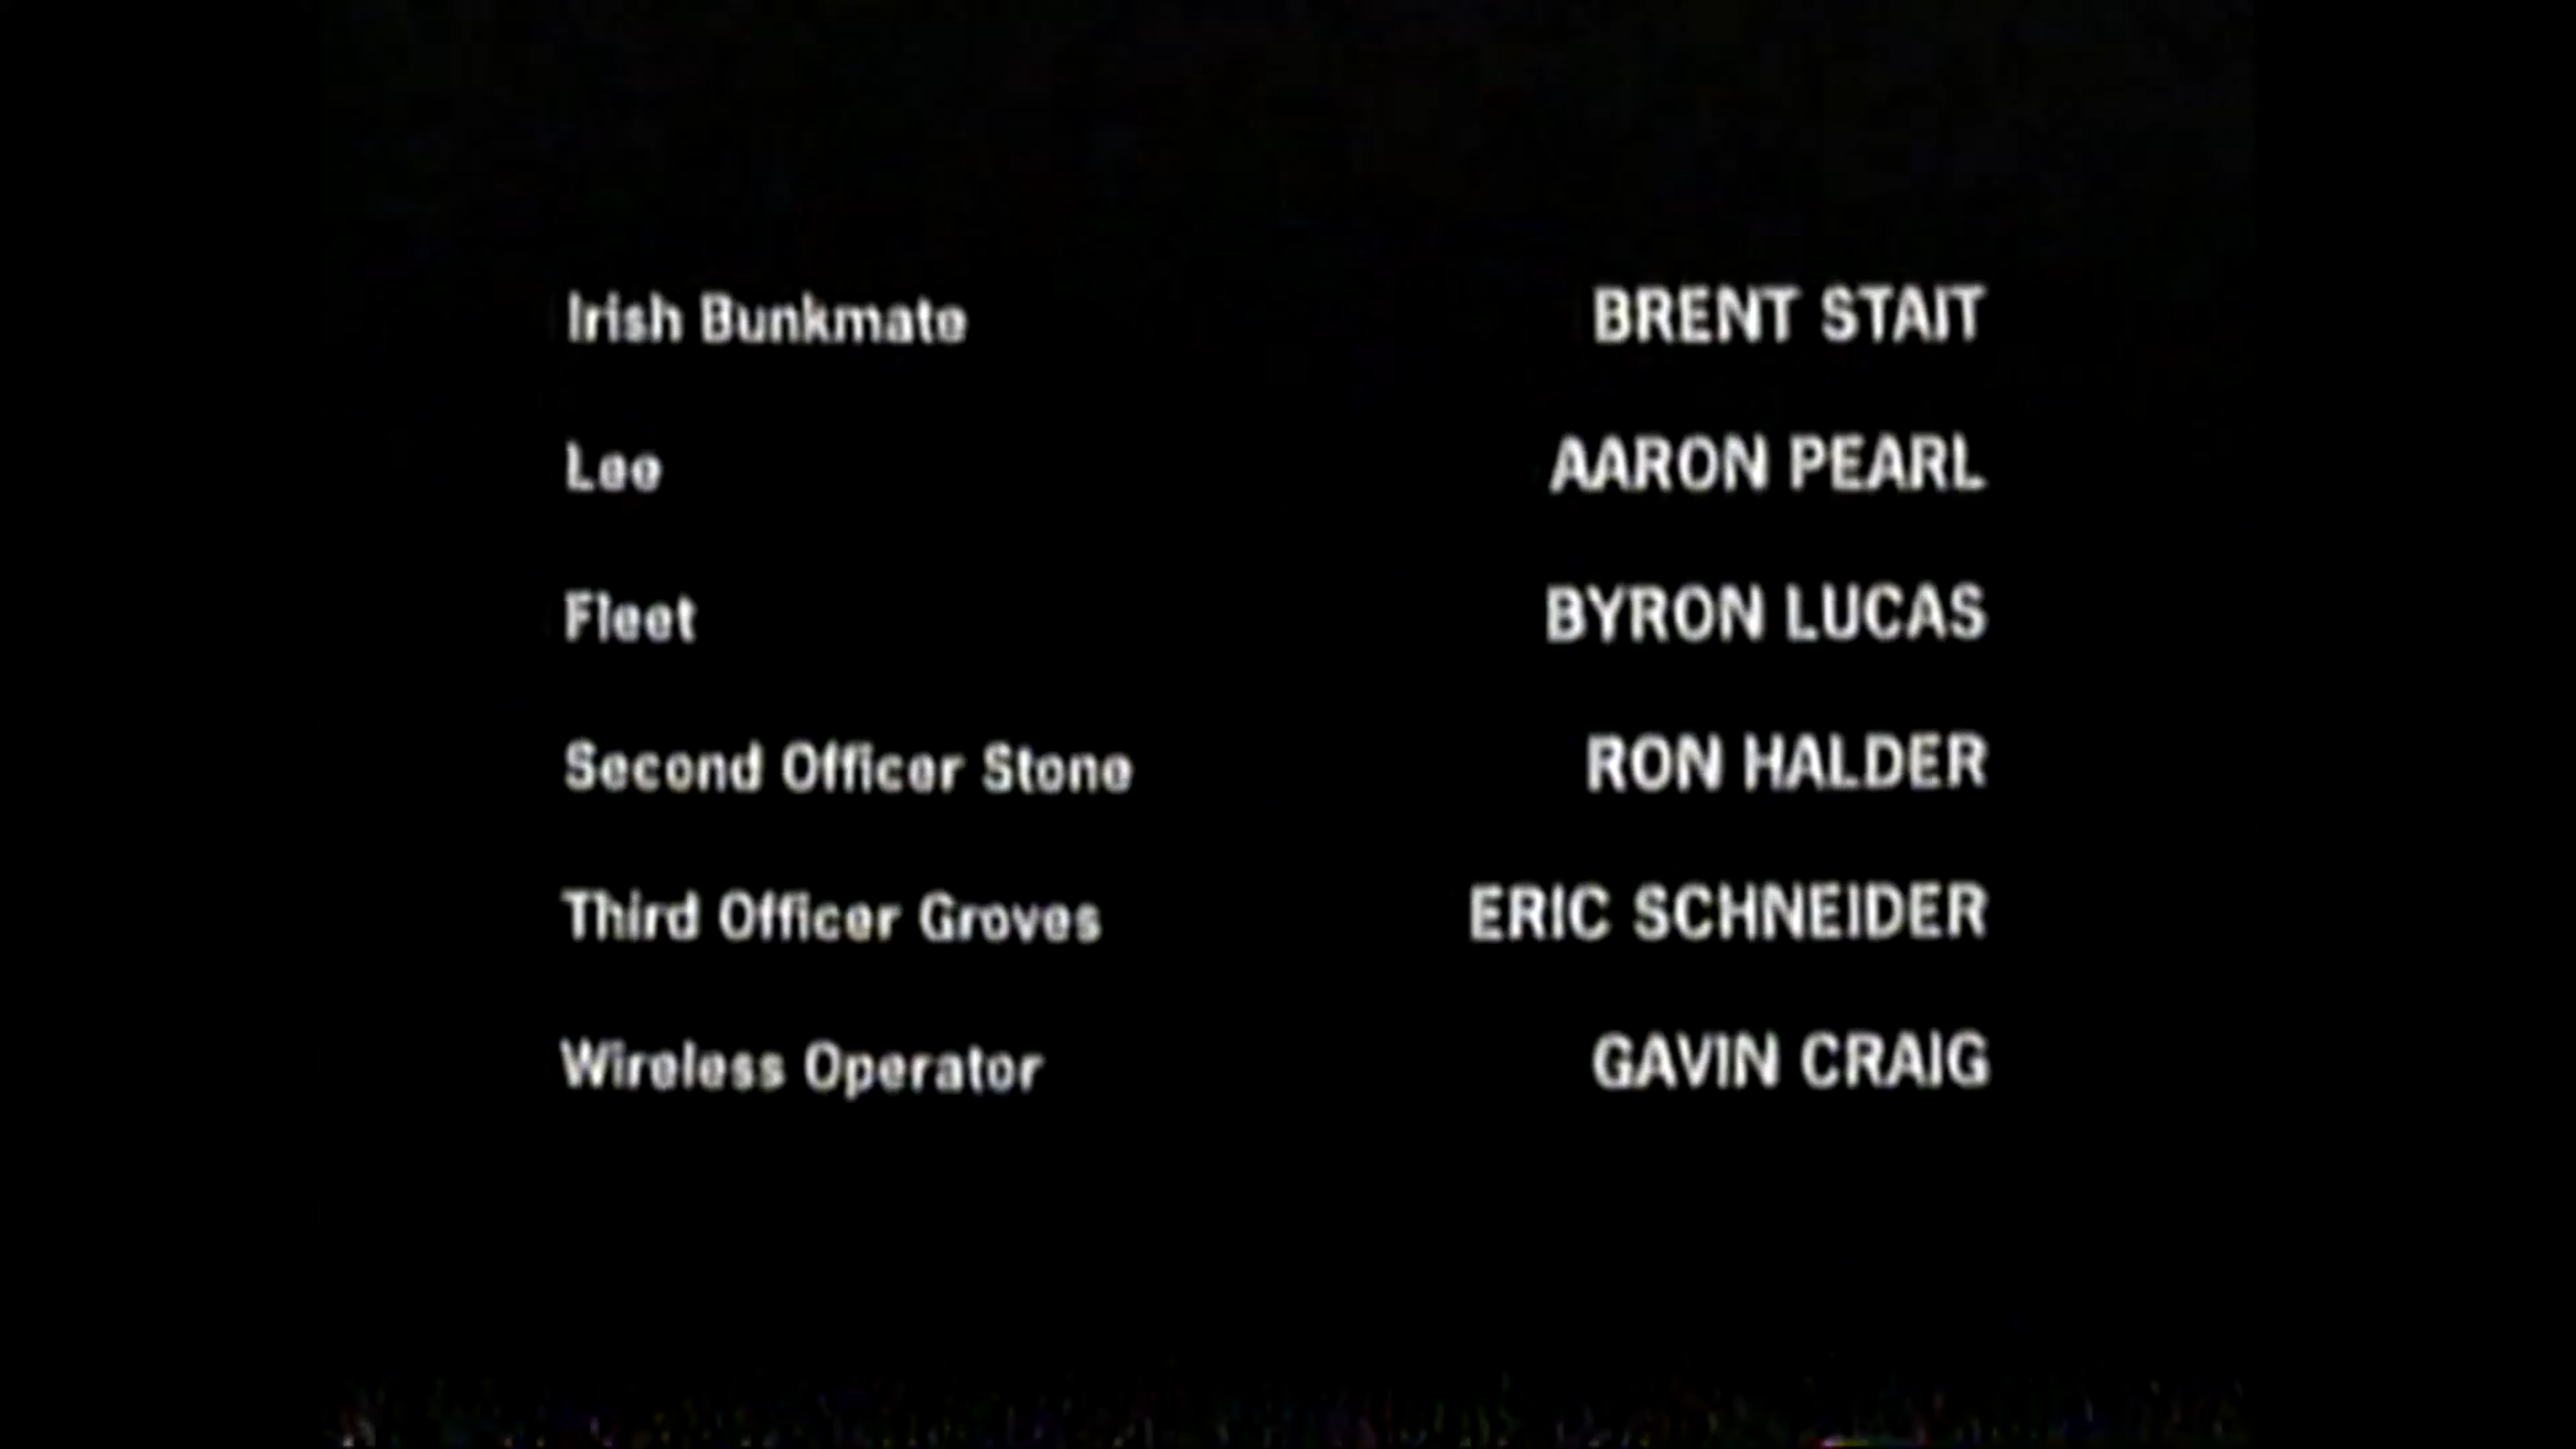 Irish Bunkmate BRENT STAIT
Lee AARON PEARL
Fleet BYRON LUCAS
Second Officer Stone RON HALDER
Third Officer Groves ERIC SCHNEIDER
Wireless Operator GAVIN CRAIG